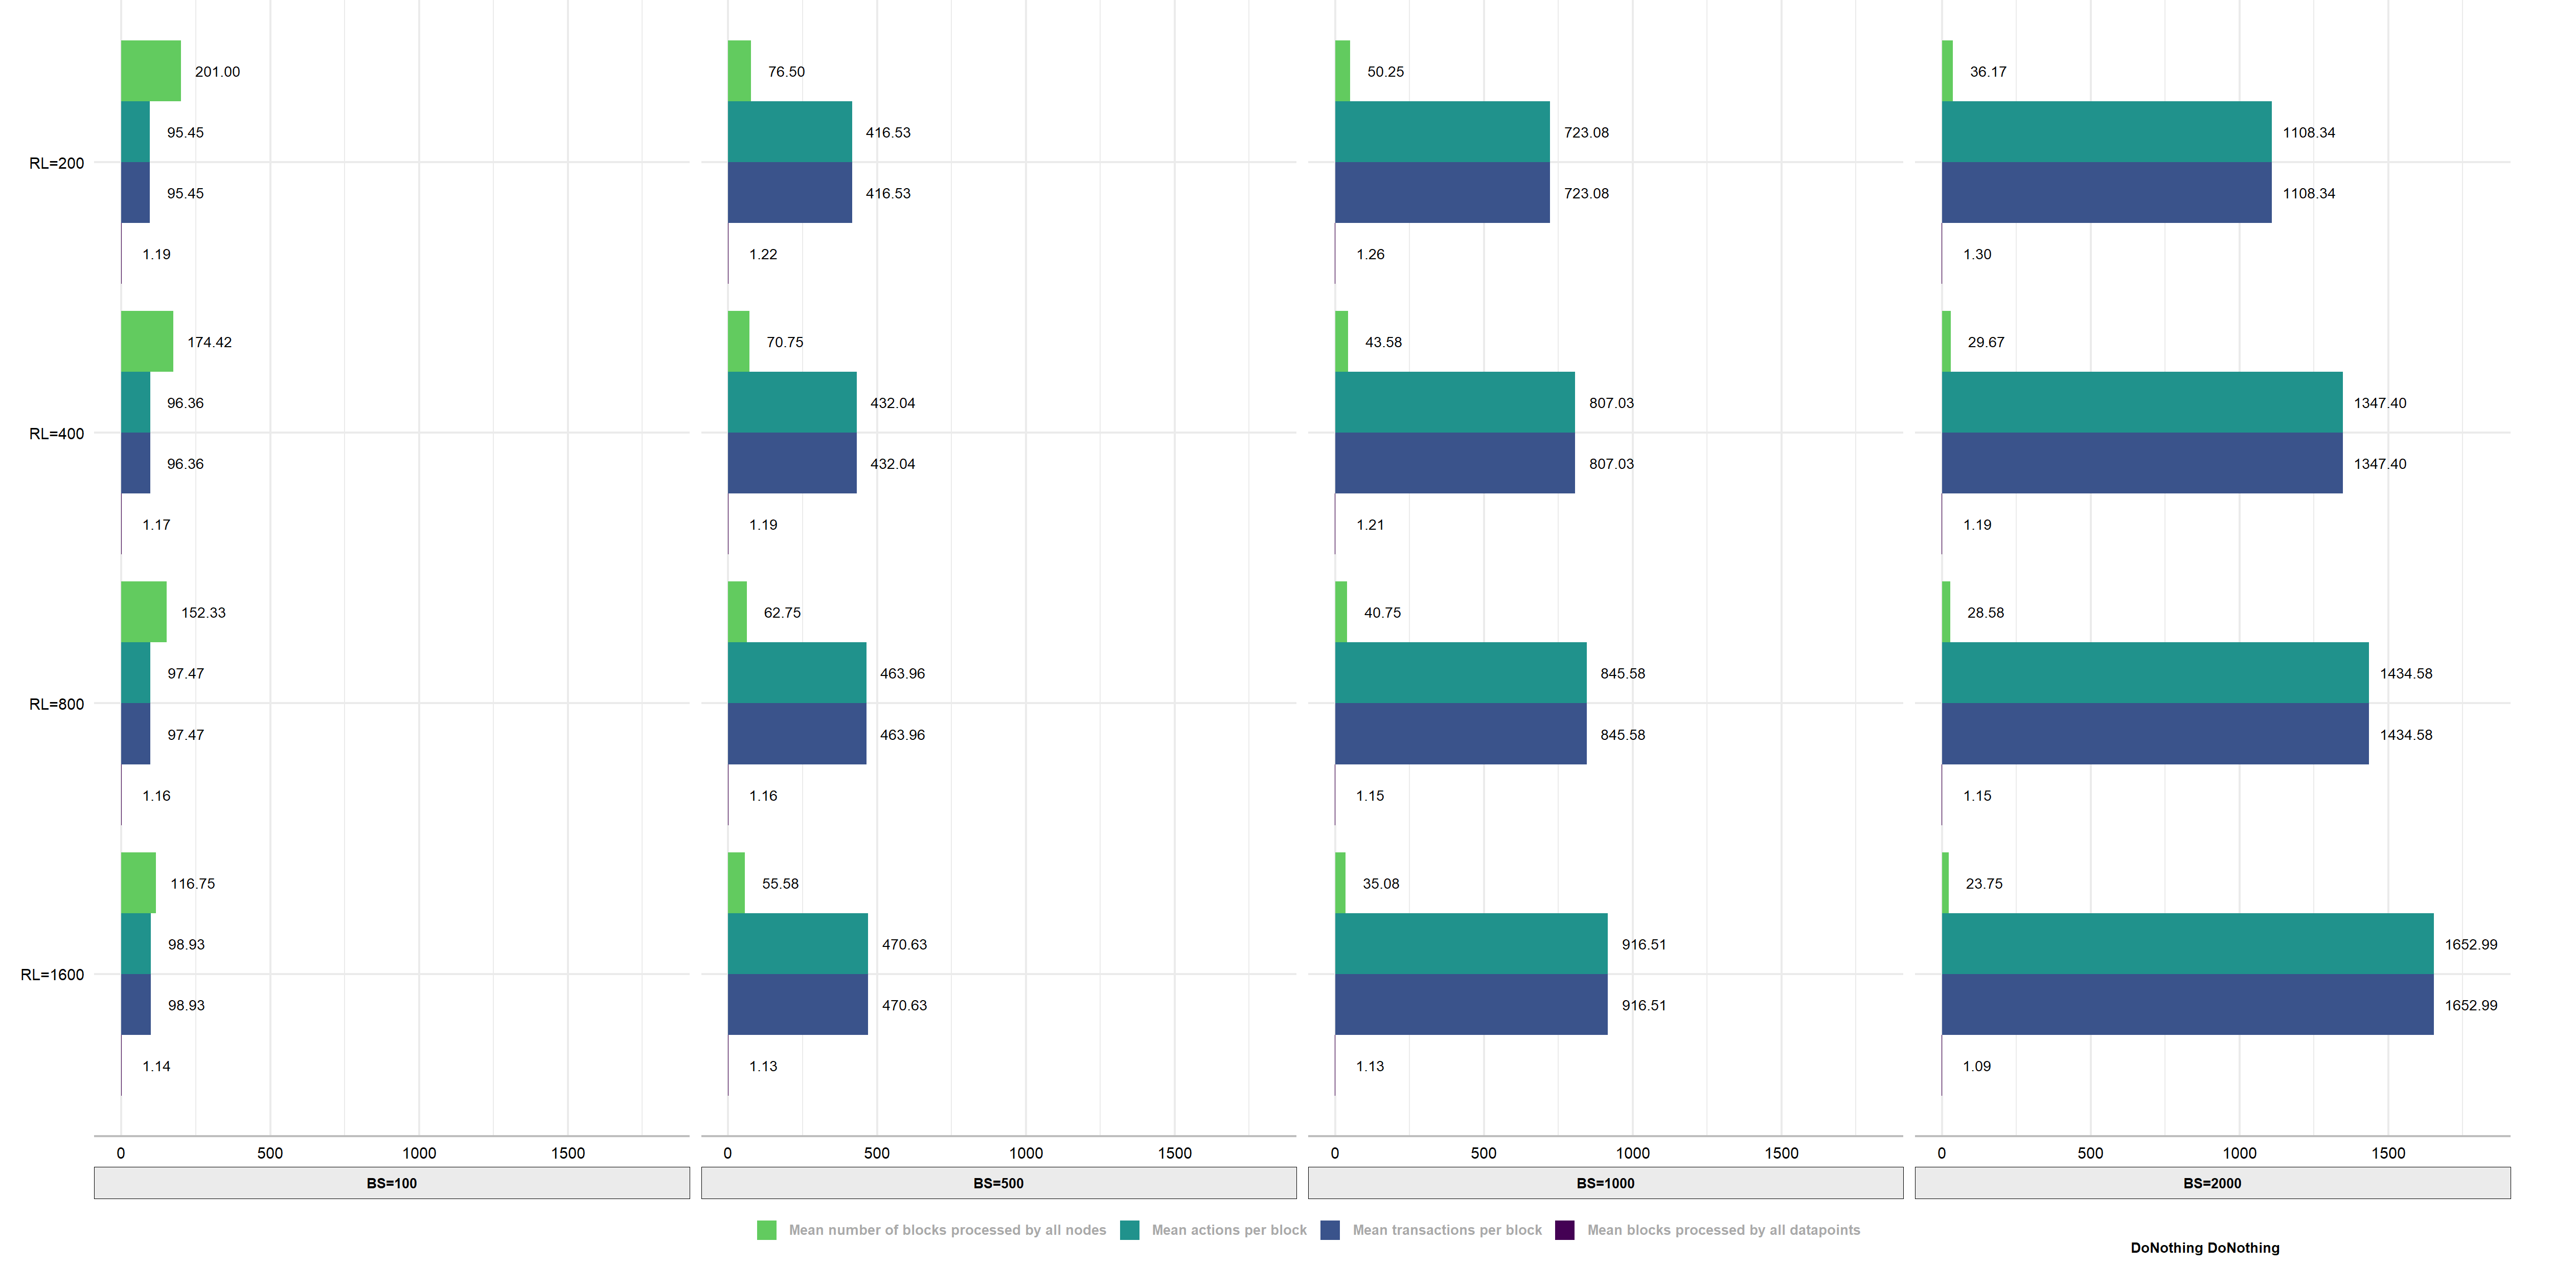 201.00 76.50 50.25 36.17
95.45 416.53 723.08 1108.34
RL=200
95.45 416.53 723.08 1108.34
1.19 1.22 1.26 1.30
174.42 70.75 43.58 29.67
96.36 432.04 807.03 1347.40
RL=400
96.36 432.04 807.03 1347.40
1.17 1.19 1.21 1.19
152.33 62.75 40.75 28.58
97.47 463.96 845.58 1434.58
RL=800
97.47 463.96 845.58 1434.58
1.16 1.16 1.15 1.15
116.75 55.58 35.08 23.75
98.93 470.63 916.51 1652.99
RL=1600
98.93 470.63 916.51 1652.99
1.14 1.13 1.13 1.09
0 500 1000 1500 0 500 1000 1500 0 500 1000 1500 0 500 1000 1500
BS=100 BS=500 BS=1000 BS=2000
Mean number of blocks processed by all nodes Mean actions per block Mean transactions per block Mean blocks processed by all datapoints
DoNothing DoNothing